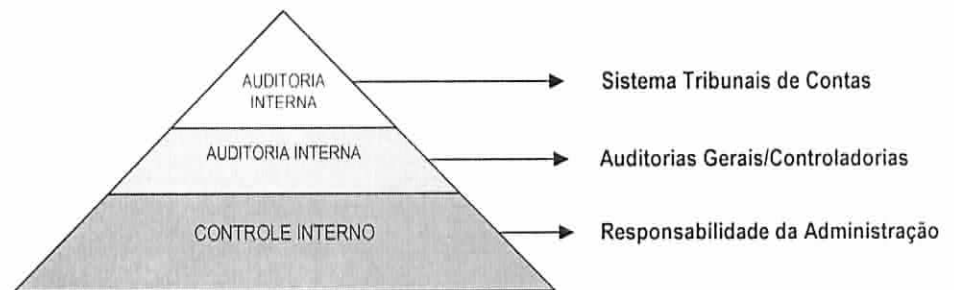 AUDITORIA
INTERNA
Sistema Tribunais de Contas
AUDITORIA INTERNA
Auditorias Gerais/Controladorias
CONTROLE INTERNO
Responsabilidade da Administração